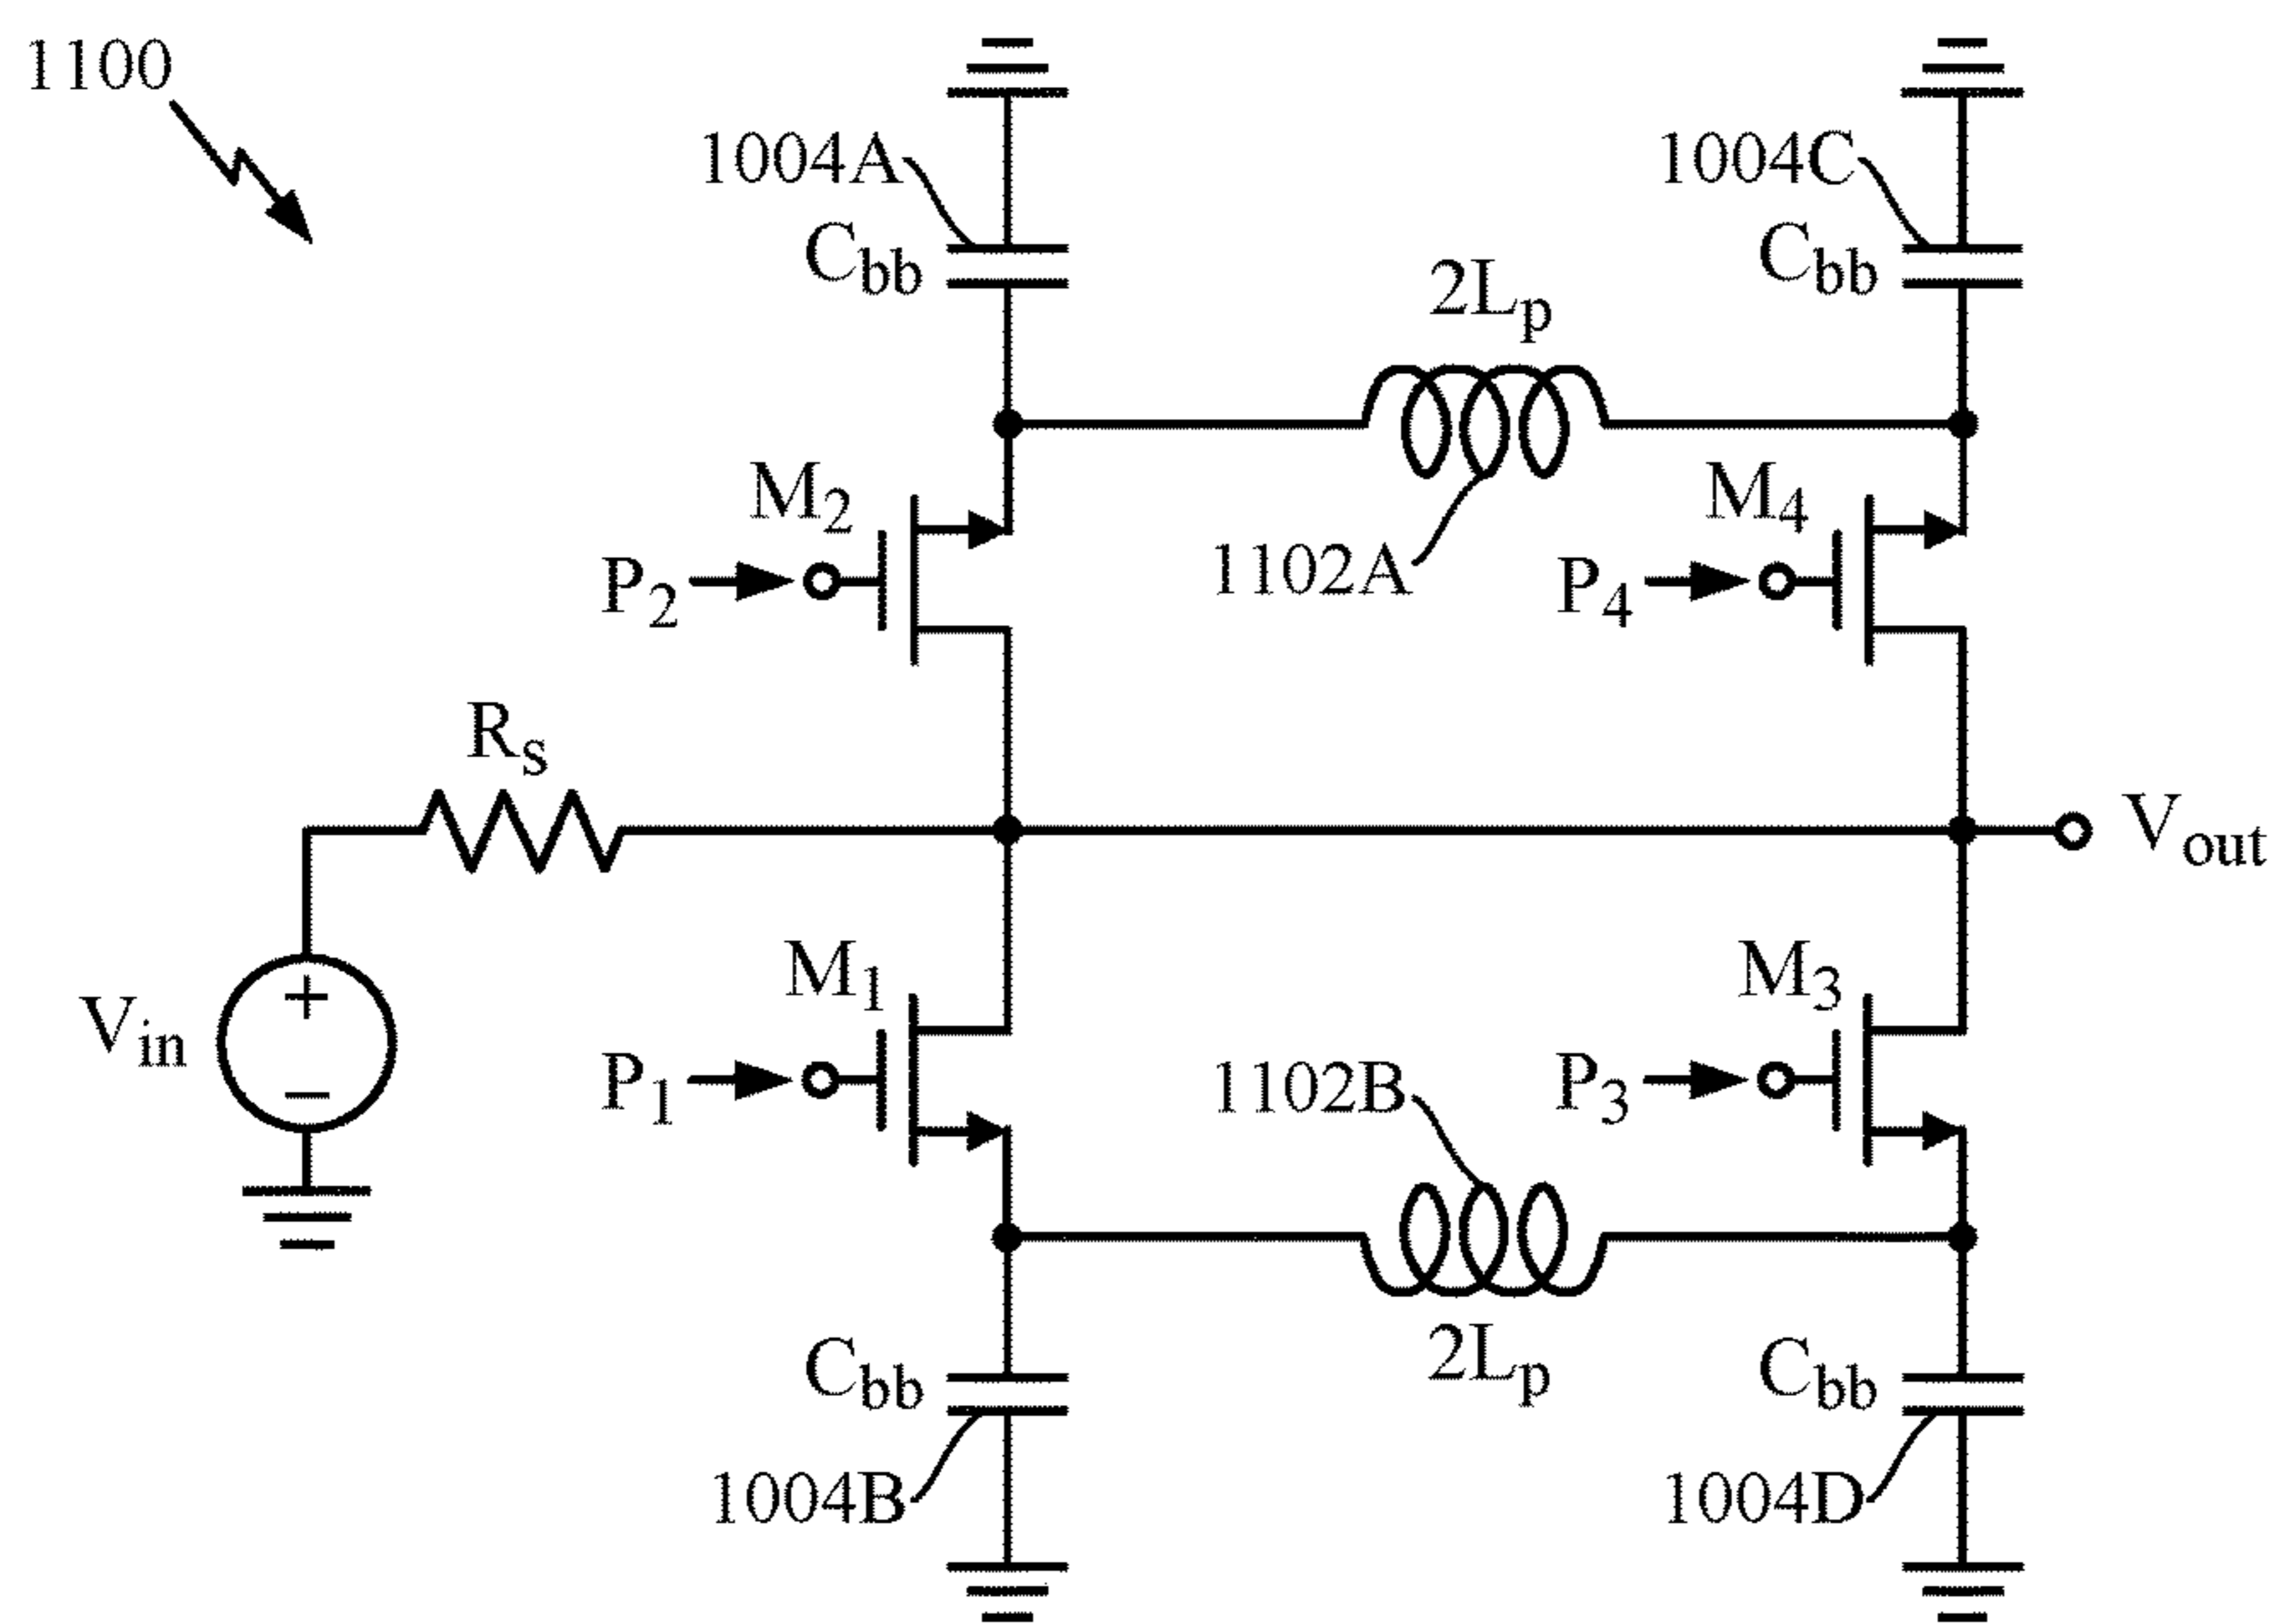 1100
1004A
1004C
Cbb
Cbb
2Lp
M2
M4
P2
1102A
P4
Rs
Vout
M1
M3
Vin
+
−
P1
1102B
P3
Cbb
2Lp
Cbb
1004B
1004D